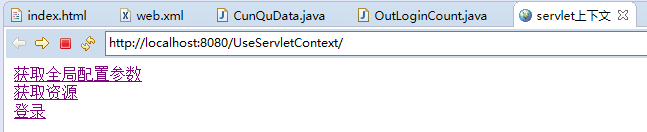 index.html web.xml CunQuData.java OutLoginCount.java servlet上下文
http://localhost:8080/UseServletContext/
获取全局配置参数
获取资源
登录